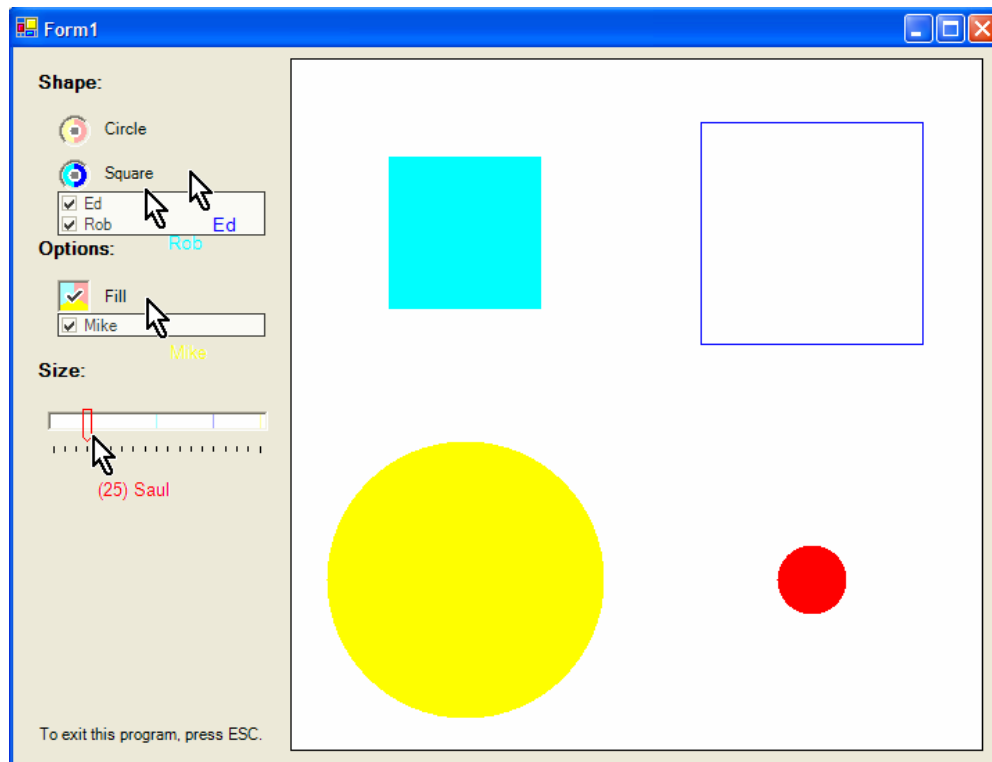 Form1
Shape:
Circle
Square
Ed
Rob
Ed
Rob
Options:
Fill
Mike
Mike
Size:
(25) Saul
To exit this program, press ESC.